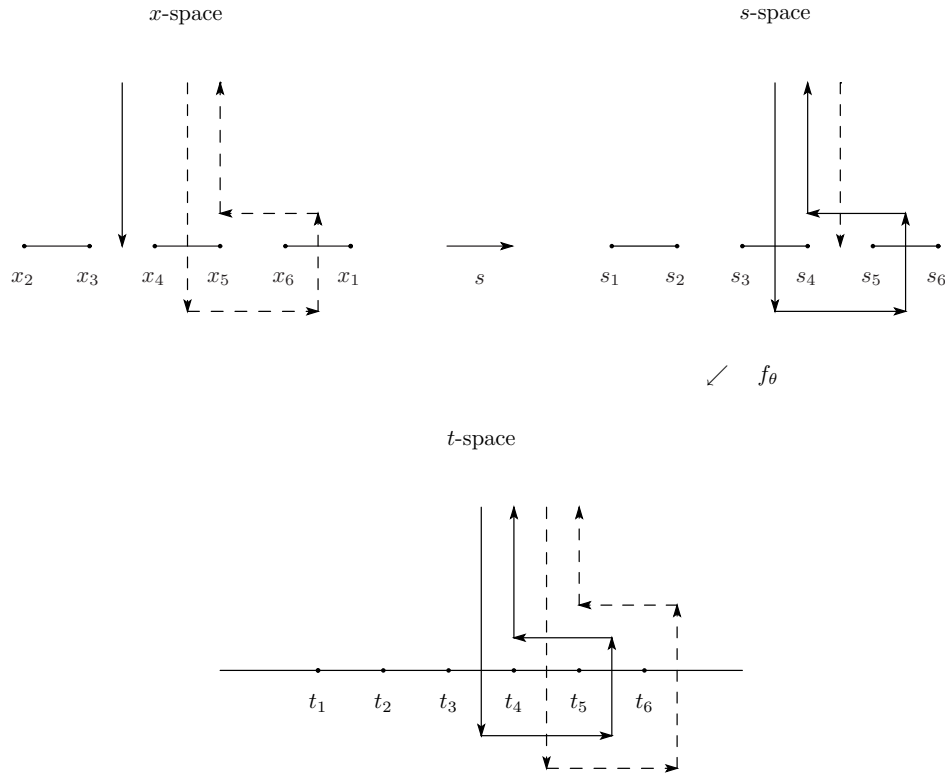 x-space
s-space
x₂ x₃ x₄ x₅ x₆ x₁
s
s₁ s₂ s₃ s₄ s₅ s₆
f_θ
t-space
t₁ t₂ t₃ t₄ t₅ t₆